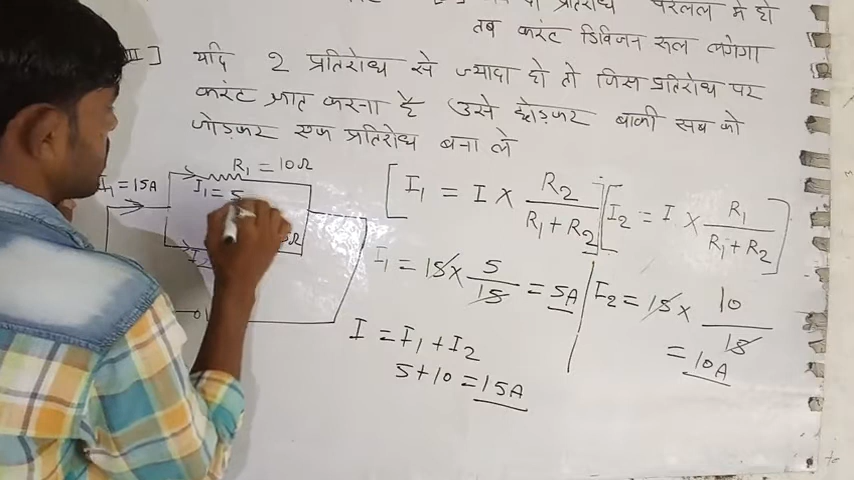 प्रतिरोध परलल मे हो
तब करंट डिविजन रूल लगेगा
III] यदि 2 प्रतिरोध से ज्यादा हो तो जिस प्रतिरोध पर
करंट ज्ञात करना है उसे छोड़कर बाकी सब को
जोड़कर एक प्रतिरोध बना ले
R₁ = 10Ω
I₁ = 15A
I₁ = 5
[I₁ = I × R₂/(R₁ + R₂)
I₂ = I × R₁/(R₁ + R₂)]
I₁ = 15 × 5/15 = 5A
I₂ = 15 × 10/15
= 10A
I = I₁ + I₂
5 + 10 = 15A